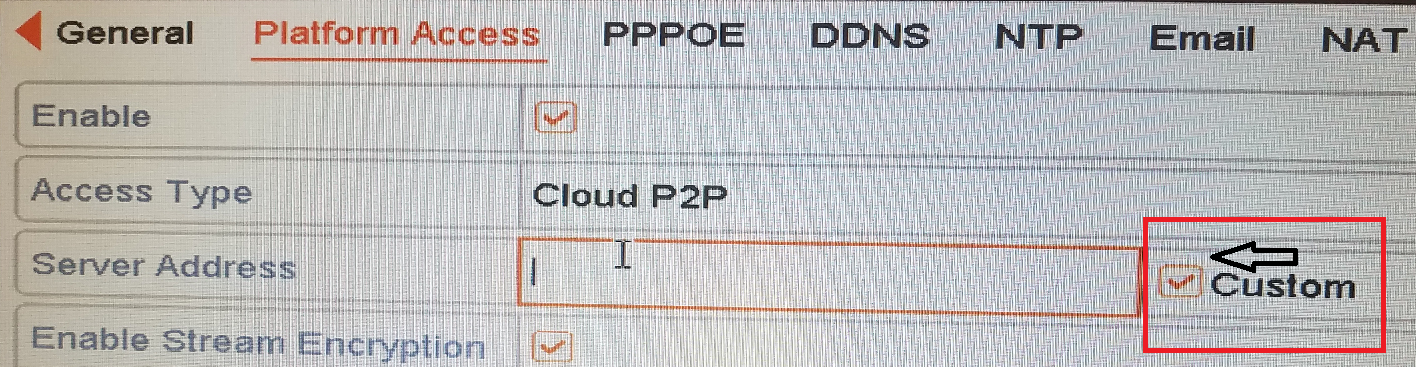 General Platform Access PPPOE DDNS NTP Email NAT
Enable
Access Type Cloud P2P
Server Address Custom
Enable Stream Encryption